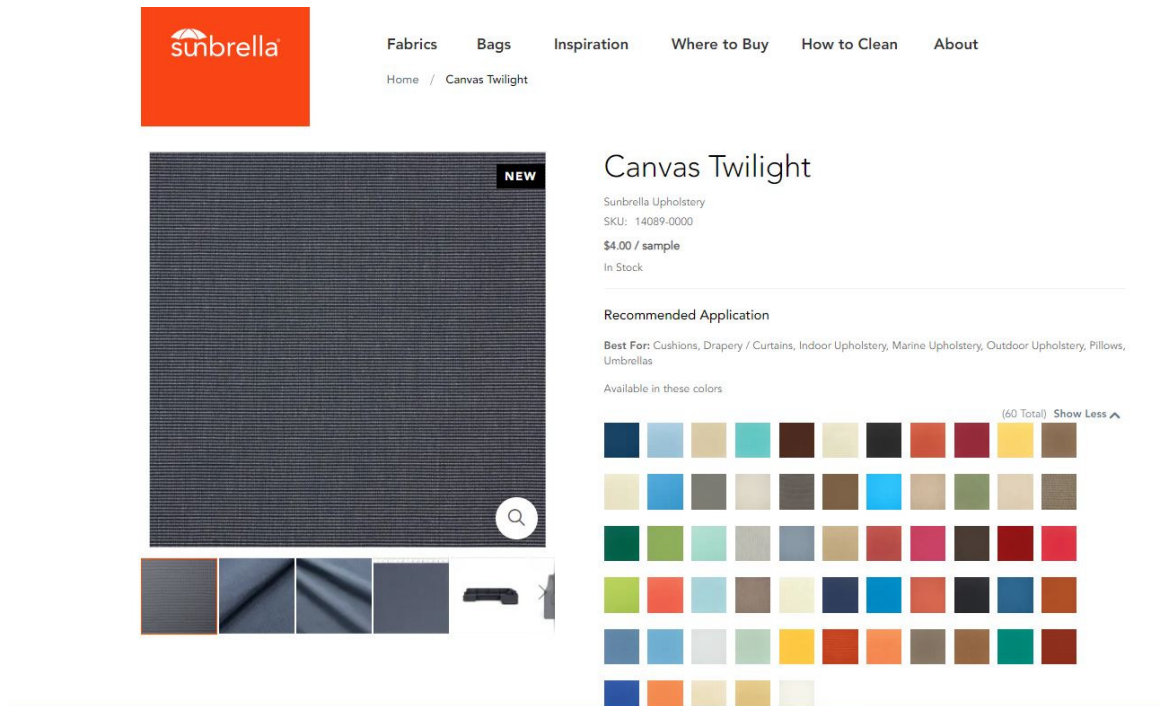 sunbrella
Fabrics Bags Inspiration Where to Buy How to Clean About
Home / Canvas Twilight
NEW
Canvas Twilight
Sunbrella Upholstery
SKU: 14089-0000
$4.00 / sample
In Stock
Recommended Application
Best For: Cushions, Drapery / Curtains, Indoor Upholstery, Marine Upholstery, Outdoor Upholstery, Pillows,
Umbrellas
Available in these colors
(60 Total) Show Less